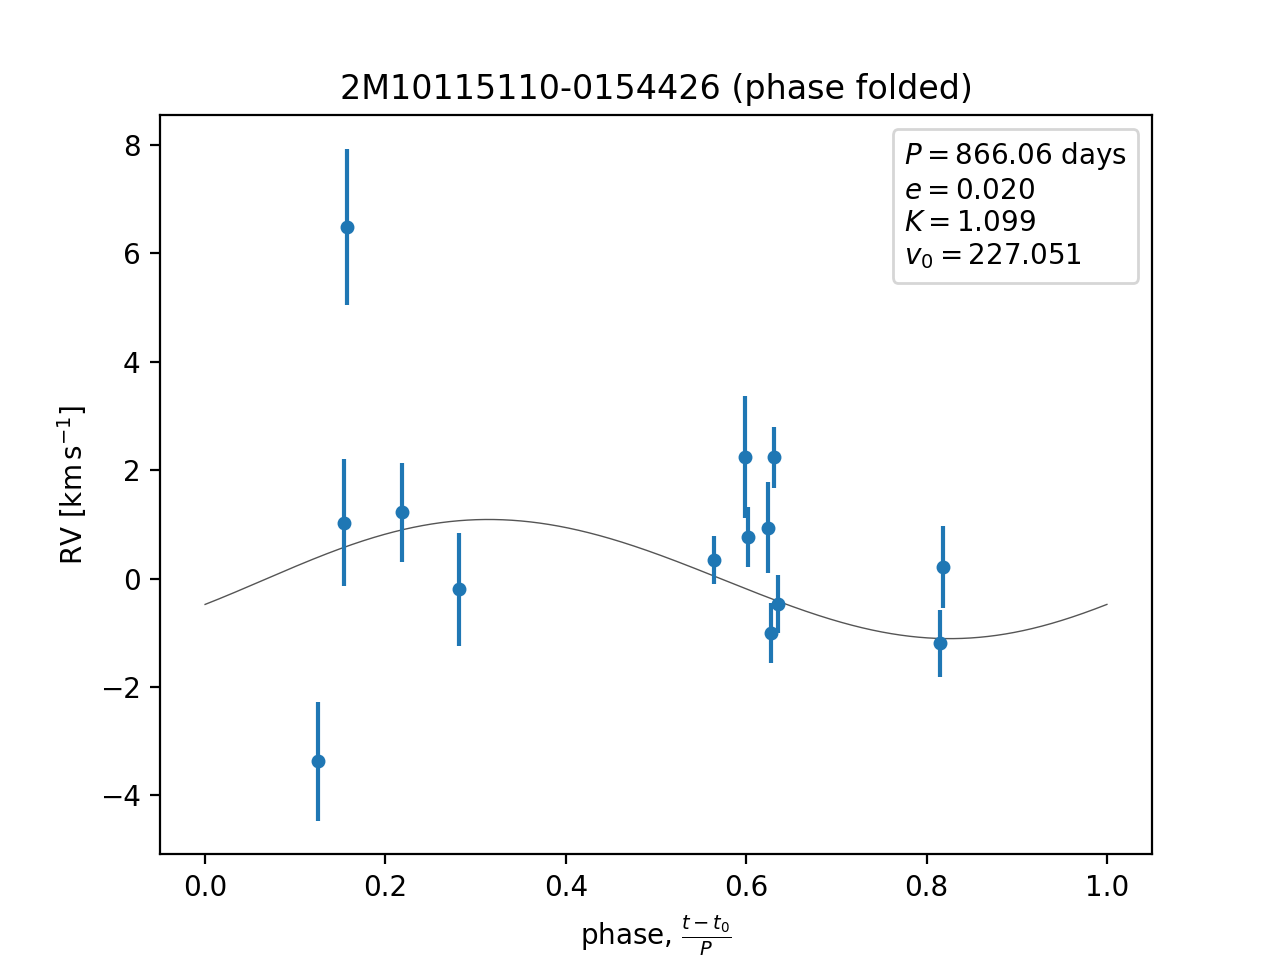 2M10115110-0154426 (phase folded)
P = 866.06 days
e = 0.020
K = 1.099
v₀ = 227.051
RV [km s⁻¹]
8
6
4
2
0
−2
−4
0.0 0.2 0.4 0.6 0.8 1.0
phase, (t − t₀)/P